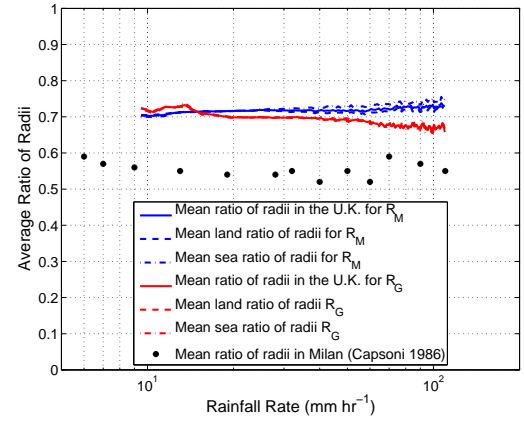 1
0.9
0.8
0.7
0.6
0.5
0.4
0.3
0.2
0.1
0
Average Ratio of Radii
Mean ratio of radii in the U.K. for R_M
Mean land ratio of radii for R_M
Mean sea ratio of radii for R_M
Mean ratio of radii in the U.K. for R_G
Mean land ratio of radii R_G
Mean sea ratio of radii R_G
Mean ratio of radii in Milan (Capsoni 1986)
10^1 10^2
Rainfall Rate (mm hr^−1)